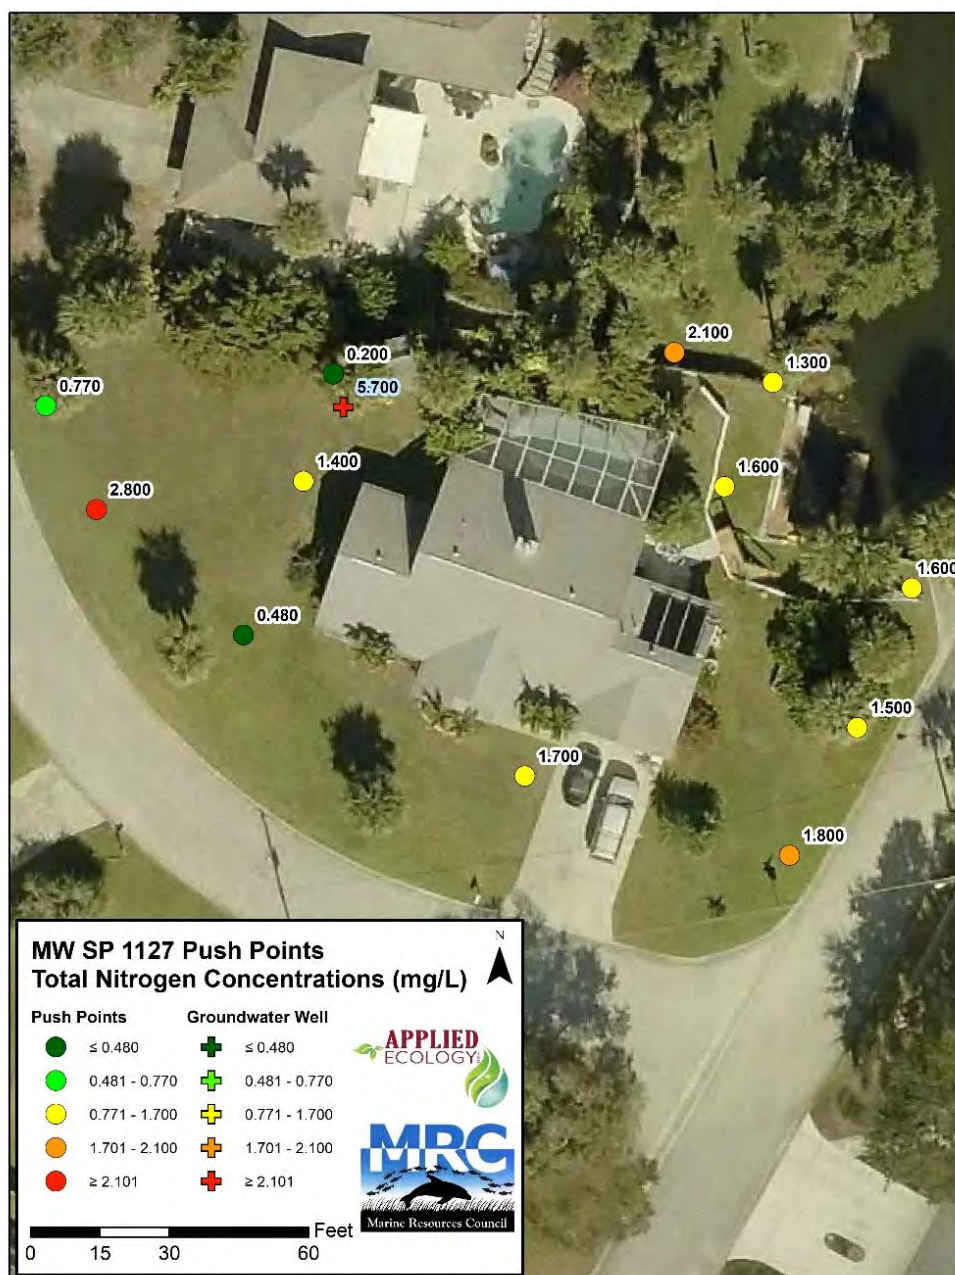 2.100
0.200
1.300
0.770
5.700
1.400
1.600
2.800
1.600
0.480
1.500
1.700
1.800
MW SP 1127 Push Points
Total Nitrogen Concentrations (mg/L)
N
Push Points
Groundwater Well
≤ 0.480
≤ 0.480
0.481 - 0.770
0.481 - 0.770
0.771 - 1.700
0.771 - 1.700
1.701 - 2.100
1.701 - 2.100
≥ 2.101
≥ 2.101
APPLIED
ECOLOGY
MRC
Marine Resources Council
Feet
0 15 30 60